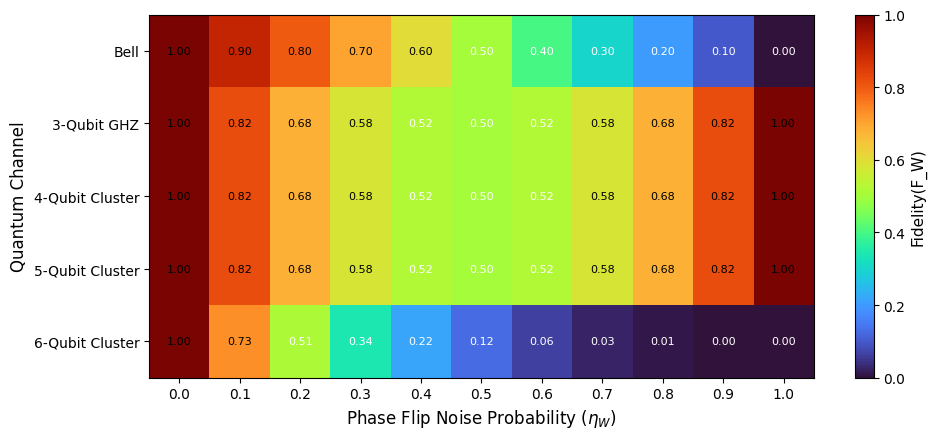 Quantum Channel
Bell 1.00 0.90 0.80 0.70 0.60 0.50 0.40 0.30 0.20 0.10 0.00
3-Qubit GHZ 1.00 0.82 0.68 0.58 0.52 0.50 0.52 0.58 0.68 0.82 1.00
4-Qubit Cluster 1.00 0.82 0.68 0.58 0.52 0.50 0.52 0.58 0.68 0.82 1.00
5-Qubit Cluster 1.00 0.82 0.68 0.58 0.52 0.50 0.52 0.58 0.68 0.82 1.00
6-Qubit Cluster 1.00 0.73 0.51 0.34 0.22 0.12 0.06 0.03 0.01 0.00 0.00
0.0 0.1 0.2 0.3 0.4 0.5 0.6 0.7 0.8 0.9 1.0
Phase Flip Noise Probability (η_W)
1.0
0.8
0.6
0.4
0.2
0.0
Fidelity(F_W)